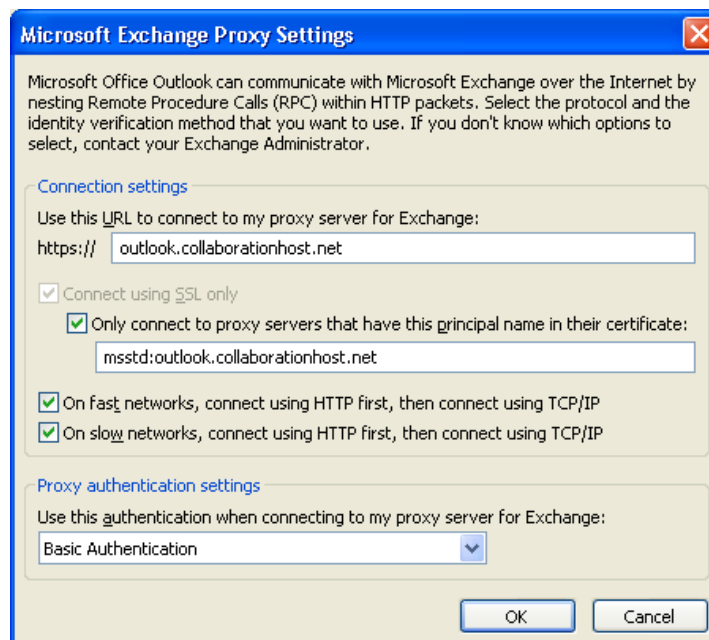 Microsoft Exchange Proxy Settings
Microsoft Office Outlook can communicate with Microsoft Exchange over the Internet by
nesting Remote Procedure Calls (RPC) within HTTP packets. Select the protocol and the
identity verification method that you want to use. If you don't know which options to
select, contact your Exchange Administrator.
Connection settings
Use this URL to connect to my proxy server for Exchange:
https:// outlook.collaborationhost.net
Connect using SSL only
Only connect to proxy servers that have this principal name in their certificate:
msstd:outlook.collaborationhost.net
On fast networks, connect using HTTP first, then connect using TCP/IP
On slow networks, connect using HTTP first, then connect using TCP/IP
Proxy authentication settings
Use this authentication when connecting to my proxy server for Exchange:
Basic Authentication
OK Cancel